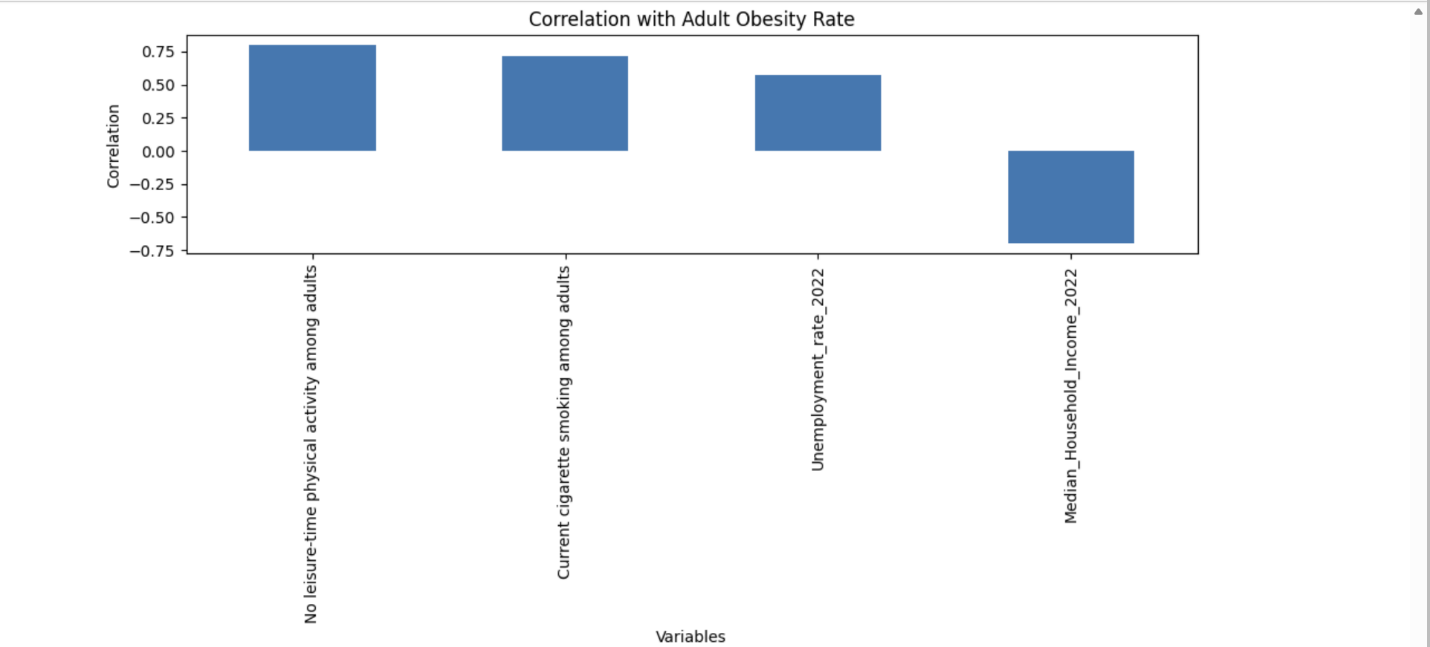 Correlation with Adult Obesity Rate
Correlation
0.75
0.50
0.25
0.00
−0.25
−0.50
−0.75
No leisure-time physical activity among adults
Current cigarette smoking among adults
Unemployment_rate_2022
Median_Household_Income_2022
Variables